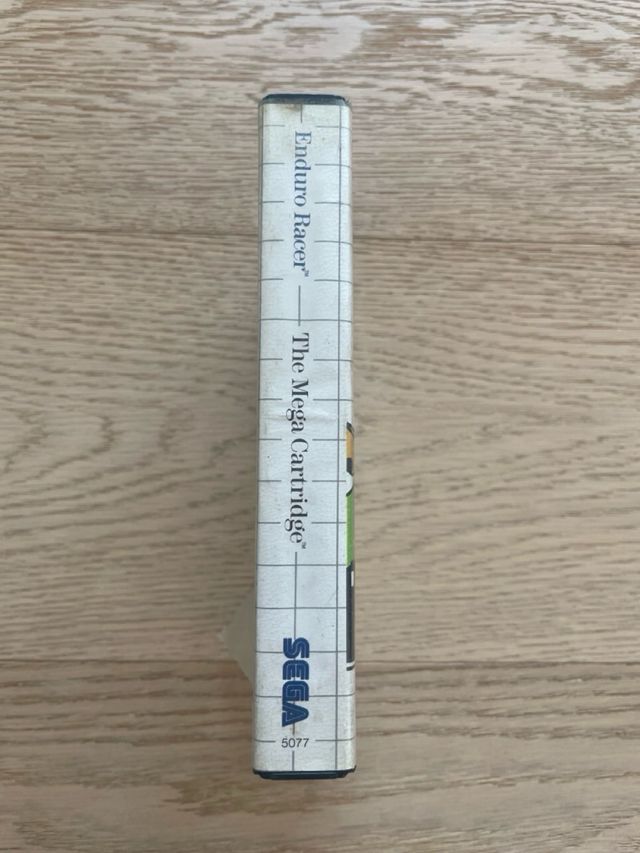 Enduro Racer™ — The Mega Cartridge™
SEGA
5077